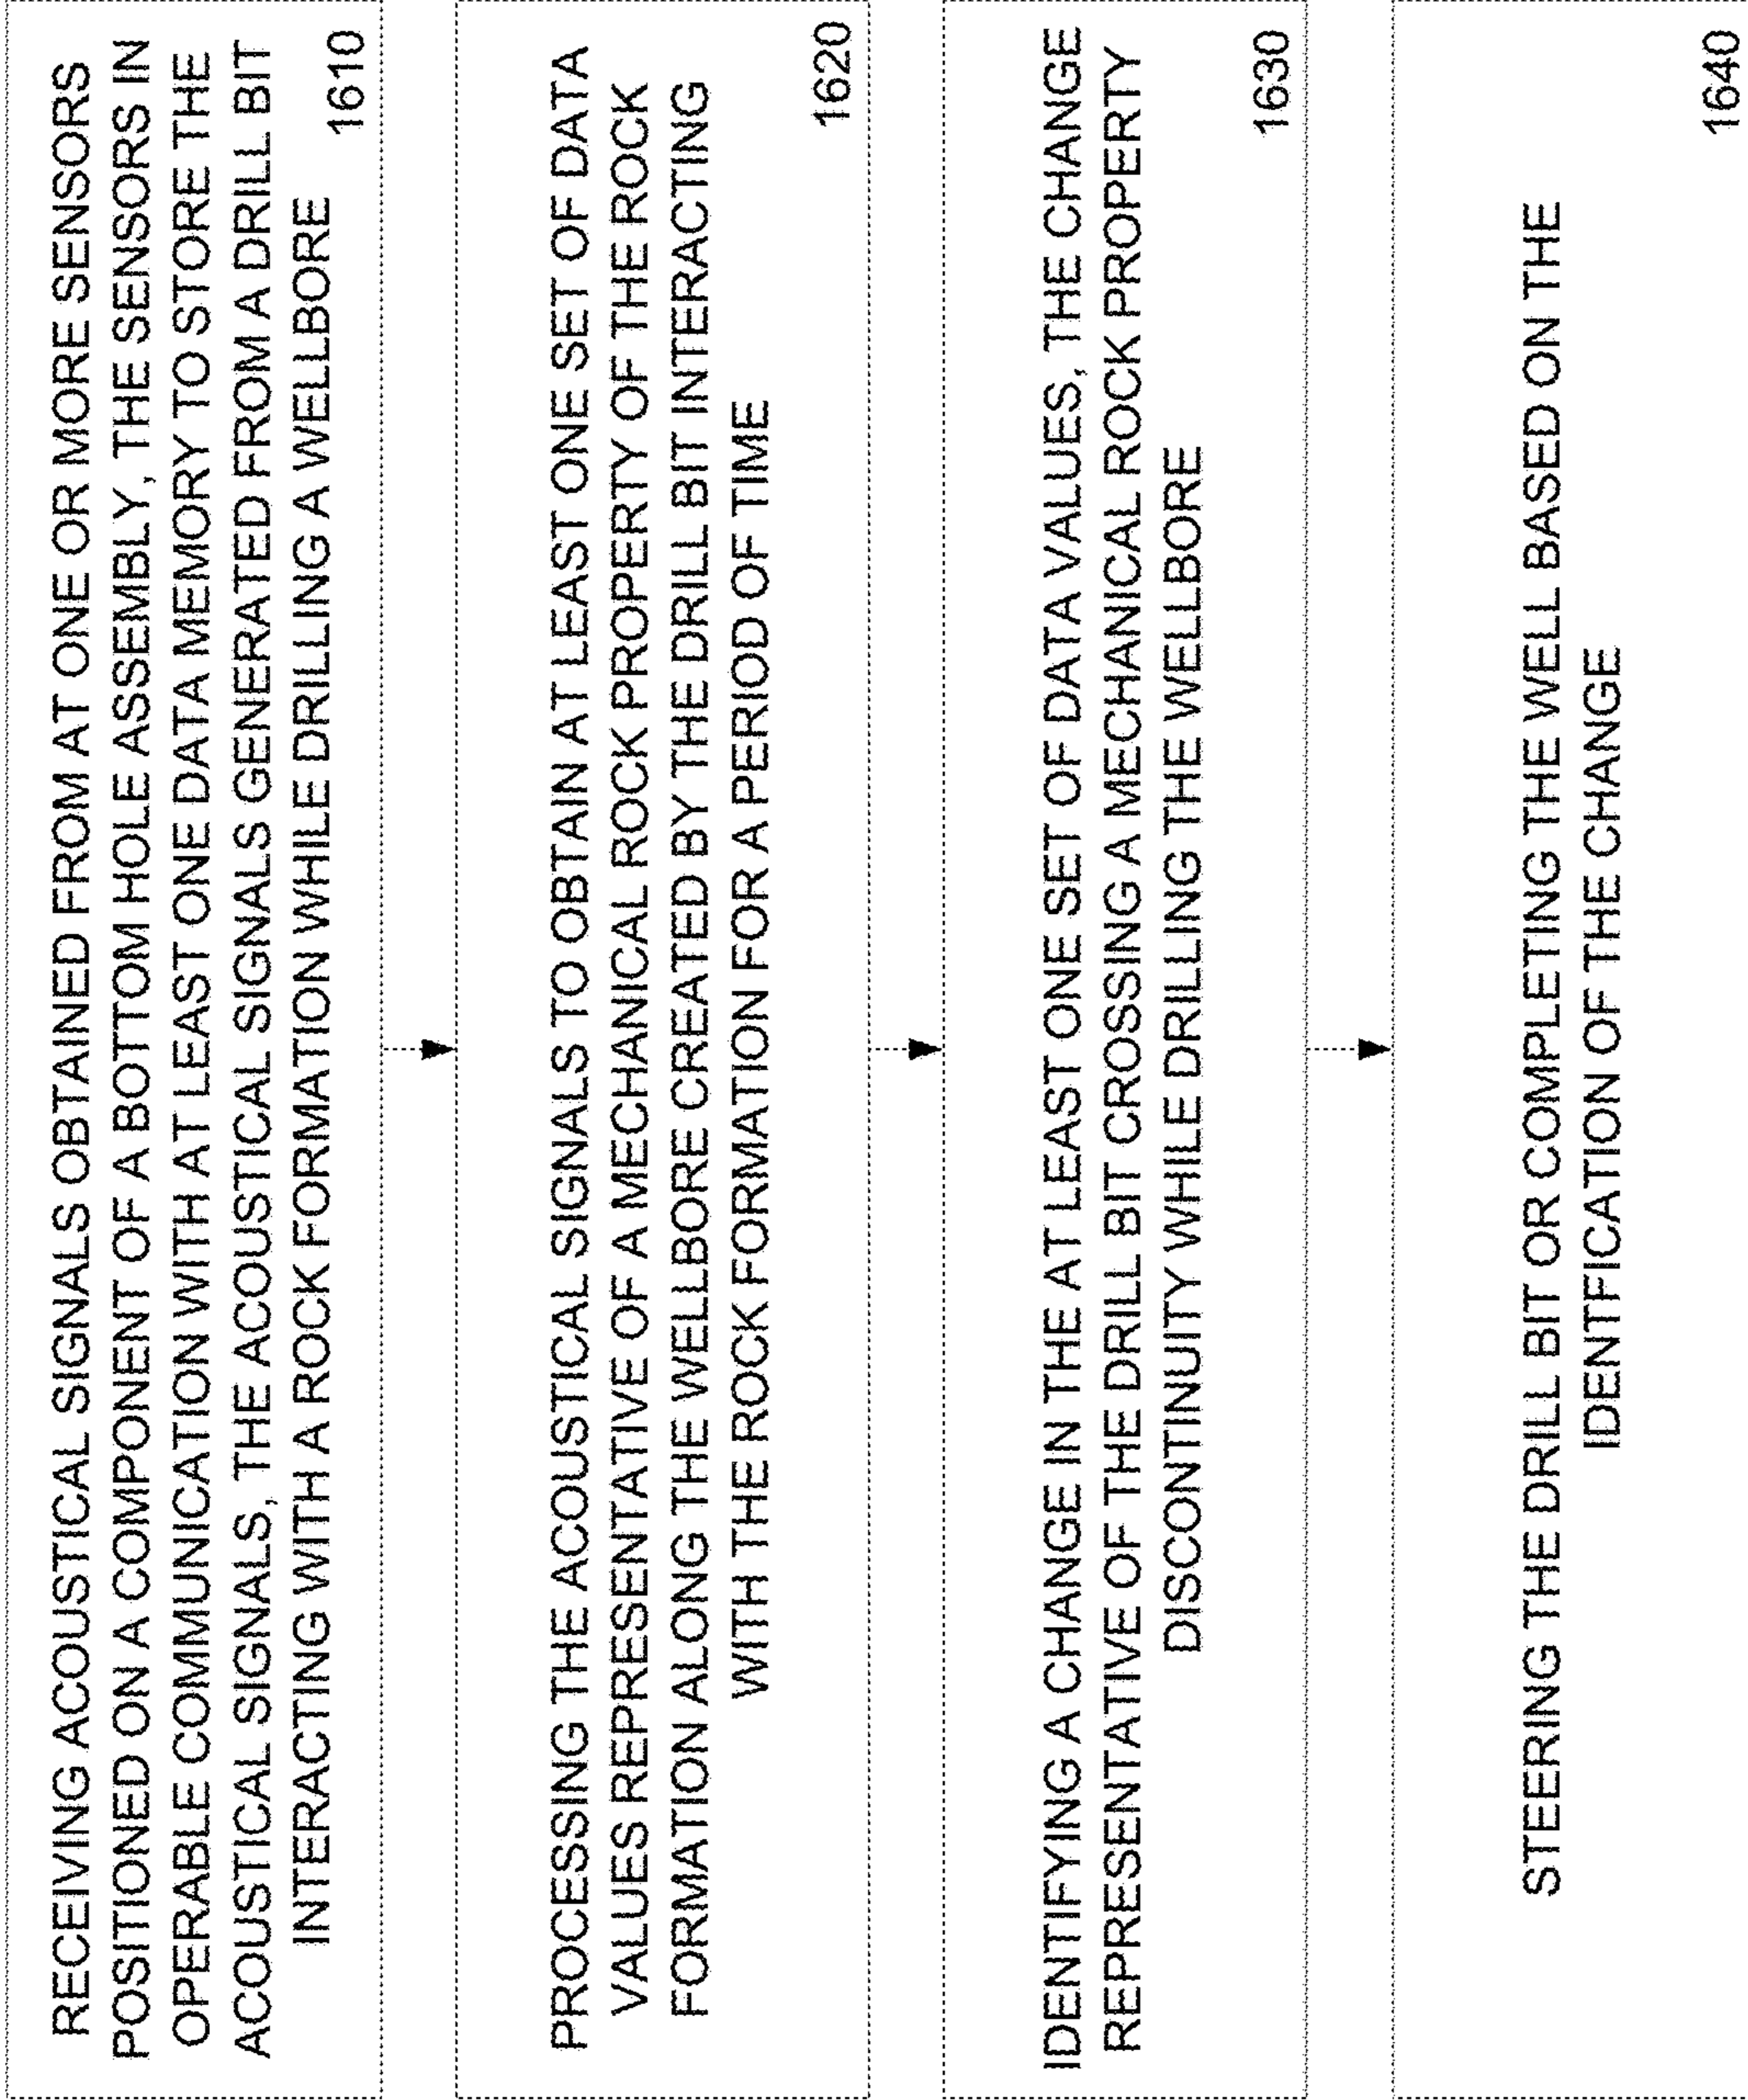 RECEIVING ACOUSTICAL SIGNALS OBTAINED FROM AT ONE OR MORE SENSORS
POSITIONED ON A COMPONENT OF A BOTTOM HOLE ASSEMBLY, THE SENSORS IN
OPERABLE COMMUNICATION WITH AT LEAST ONE DATA MEMORY TO STORE THE
ACOUSTICAL SIGNALS, THE ACOUSTICAL SIGNALS GENERATED FROM A DRILL BIT
INTERACTING WITH A ROCK FORMATION WHILE DRILLING A WELLBORE
1610
PROCESSING THE ACOUSTICAL SIGNALS TO OBTAIN AT LEAST ONE SET OF DATA
VALUES REPRESENTATIVE OF A MECHANICAL ROCK PROPERTY OF THE ROCK
FORMATION ALONG THE WELLBORE CREATED BY THE DRILL BIT INTERACTING
WITH THE ROCK FORMATION FOR A PERIOD OF TIME
1620
IDENTIFYING A CHANGE IN THE AT LEAST ONE SET OF DATA VALUES, THE CHANGE
REPRESENTATIVE OF THE DRILL BIT CROSSING A MECHANICAL ROCK PROPERTY
DISCONTINUITY WHILE DRILLING THE WELLBORE
1630
STEERING THE DRILL BIT OR COMPLETING THE WELL BASED ON THE
IDENTFICATION OF THE CHANGE
1640